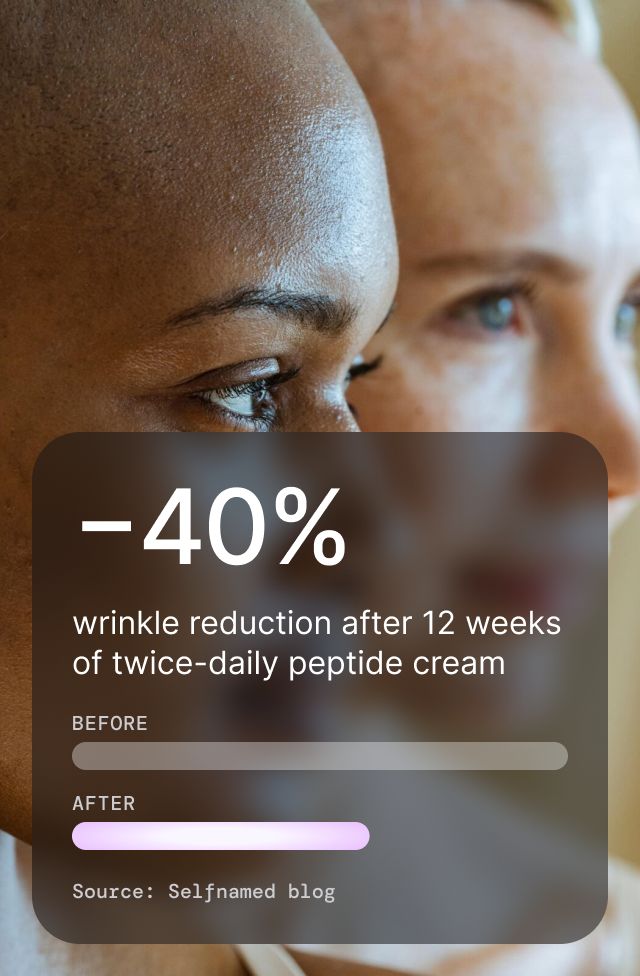 −40%
wrinkle reduction after 12 weeks
of twice-daily peptide cream
BEFORE
AFTER
Source: Selfnamed blog